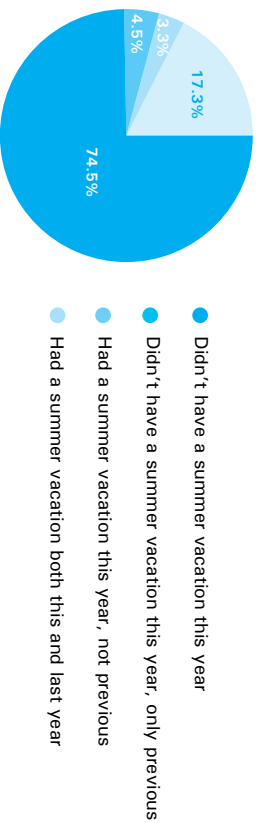 17.3%
3.3%
4.5%
74.5%
Didn't have a summer vacation this year
Didn't have a summer vacation this year, only previous
Had a summer vacation this year, not previous
Had a summer vacation both this and last year